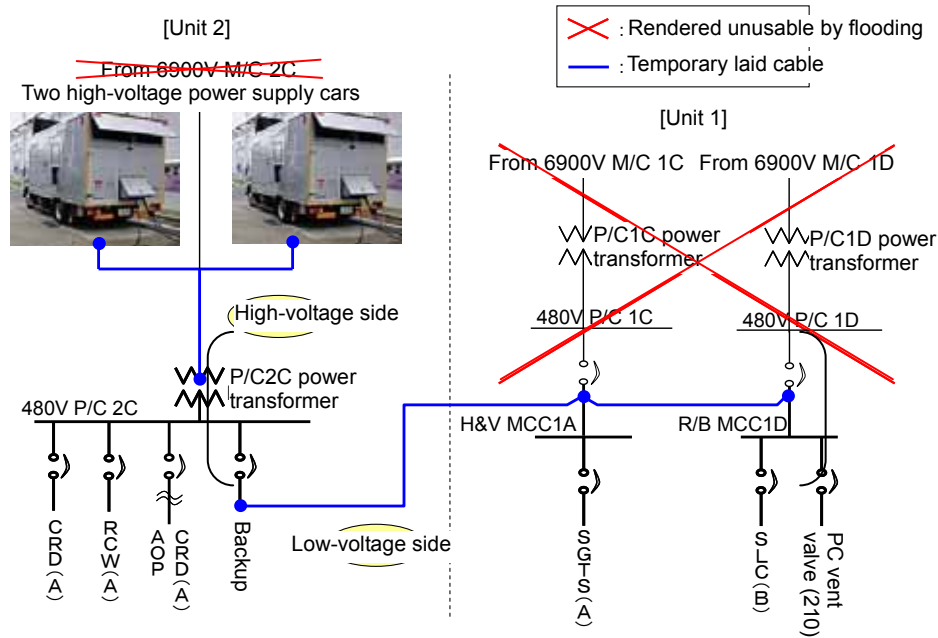 : Rendered unusable by flooding
: Temporary laid cable
[Unit 2]
From 6900V M/C 2C
Two high-voltage power supply cars
[Unit 1]
From 6900V M/C 1C
From 6900V M/C 1D
P/C1C power
transformer
P/C1D power
transformer
High-voltage side
480V P/C 1C
480V P/C 1D
P/C2C power
transformer
480V P/C 2C
H&V MCC1A
R/B MCC1D
CRD(A)
RCW(A)
CRD(A)
AOP
Backup
Low-voltage side
SGTS(A)
SLC(B)
PC vent
valve (210)